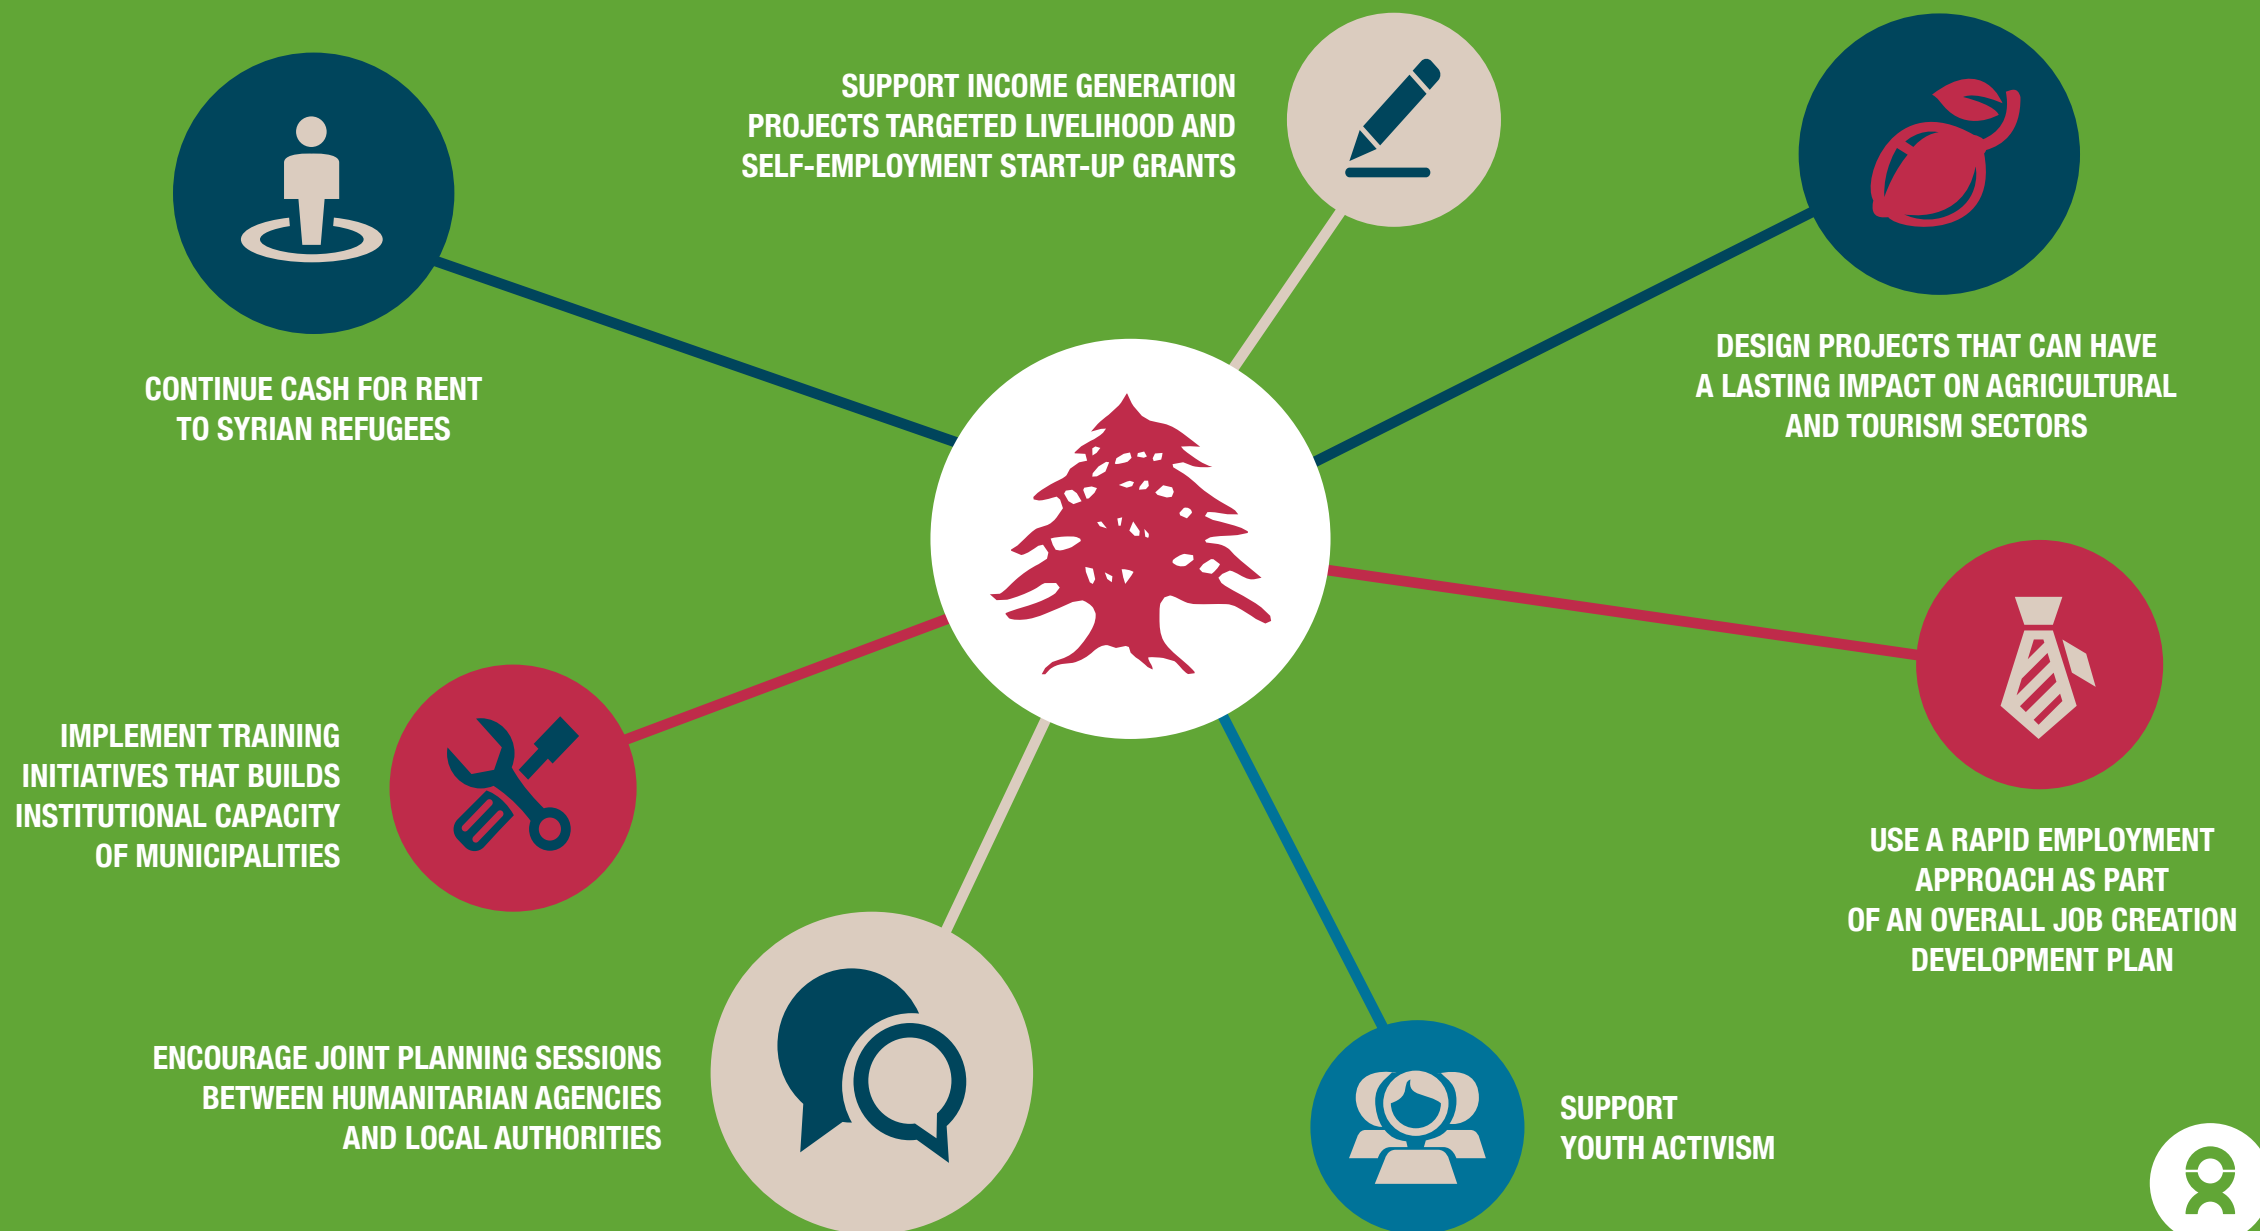 SUPPORT INCOME GENERATION
PROJECTS TARGETED LIVELIHOOD AND
SELF-EMPLOYMENT START-UP GRANTS
CONTINUE CASH FOR RENT
TO SYRIAN REFUGEES
DESIGN PROJECTS THAT CAN HAVE
A LASTING IMPACT ON AGRICULTURAL
AND TOURISM SECTORS
IMPLEMENT TRAINING
INITIATIVES THAT BUILDS
INSTITUTIONAL CAPACITY
OF MUNICIPALITIES
USE A RAPID EMPLOYMENT
APPROACH AS PART
OF AN OVERALL JOB CREATION
DEVELOPMENT PLAN
ENCOURAGE JOINT PLANNING SESSIONS
BETWEEN HUMANITARIAN AGENCIES
AND LOCAL AUTHORITIES
SUPPORT
YOUTH ACTIVISM